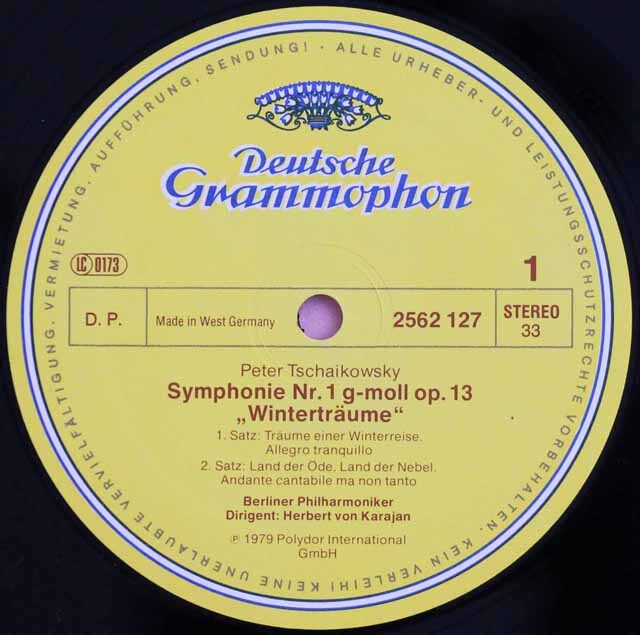 ALLE URHEBER- UND LEISTUNGSSCHUTZRECHTE VORBEHALTEN. KEIN VERLEIH! KEINE UNERLAUBTE VERVIELFÄLTIGUNG, VERMIETUNG, AUFFÜHRUNG, SENDUNG! ·
Deutsche
Grammophon
LC 0173
1
D. P.
Made in West Germany
2562 127
STEREO
33
Peter Tschaikowsky
Symphonie Nr. 1 g-moll op. 13
„Winterträume“
1. Satz: Träume einer Winterreise.
Allegro tranquillo
2. Satz: Land der Öde, Land der Nebel.
Andante cantabile ma non tanto
Berliner Philharmoniker
Dirigent: Herbert von Karajan
℗ 1979 Polydor International
GmbH